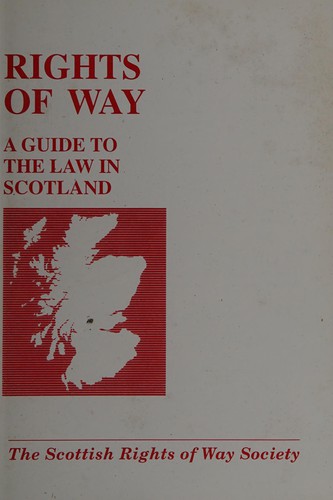 RIGHTS
OF WAY
A GUIDE TO
THE LAW IN
SCOTLAND
The Scottish Rights of Way Society